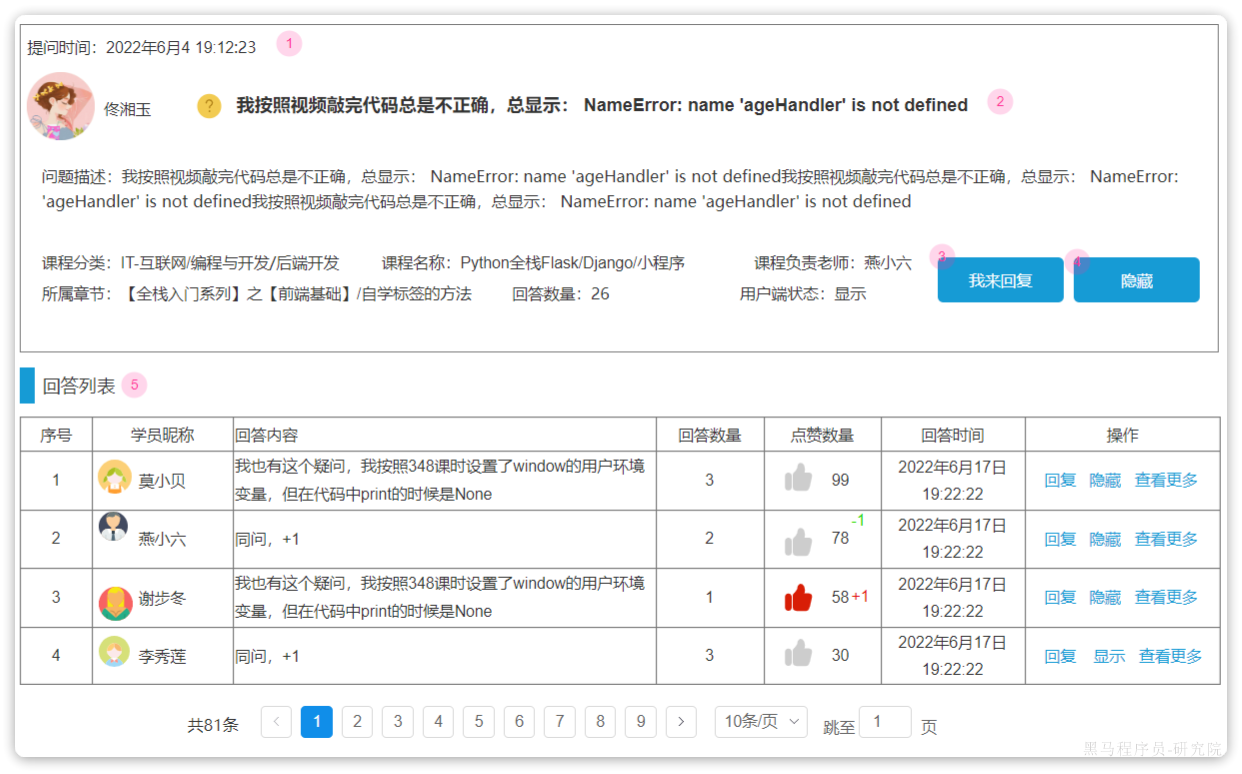 提问时间：2022年6月4 19:12:23 1
佟湘玉 ? 我按照视频敲完代码总是不正确，总显示： NameError: name 'ageHandler' is not defined 2
问题描述：我按照视频敲完代码总是不正确，总显示： NameError: name 'ageHandler' is not defined我按照视频敲完代码总是不正确，总显示： NameError:
'ageHandler' is not defined我按照视频敲完代码总是不正确，总显示： NameError: name 'ageHandler' is not defined
课程分类：IT-互联网/编程与开发/后端开发 课程名称：Python全栈Flask/Django/小程序 课程负责老师：燕小六 3 我来回复 4 隐藏
所属章节：【全栈入门系列】之【前端基础】/自学标签的方法 回答数量：26 用户端状态：显示
回答列表 5
序号 学员昵称 回答内容 回答数量 点赞数量 回答时间 操作
1 莫小贝 我也有这个疑问，我按照348课时设置了window的用户环境 3 99 2022年6月17日 回复 隐藏 查看更多
变量，但在代码中print的时候是None 19:22:22
2 燕小六 同问，+1 2 78 -1 2022年6月17日 回复 隐藏 查看更多
19:22:22
3 谢步冬 我也有这个疑问，我按照348课时设置了window的用户环境 1 58 +1 2022年6月17日 回复 隐藏 查看更多
变量，但在代码中print的时候是None 19:22:22
4 李秀莲 同问，+1 3 30 2022年6月17日 回复 显示 查看更多
19:22:22
共81条 < 1 2 3 4 5 6 7 8 9 > 10条/页 跳至 1 页
黑马程序员-研究院